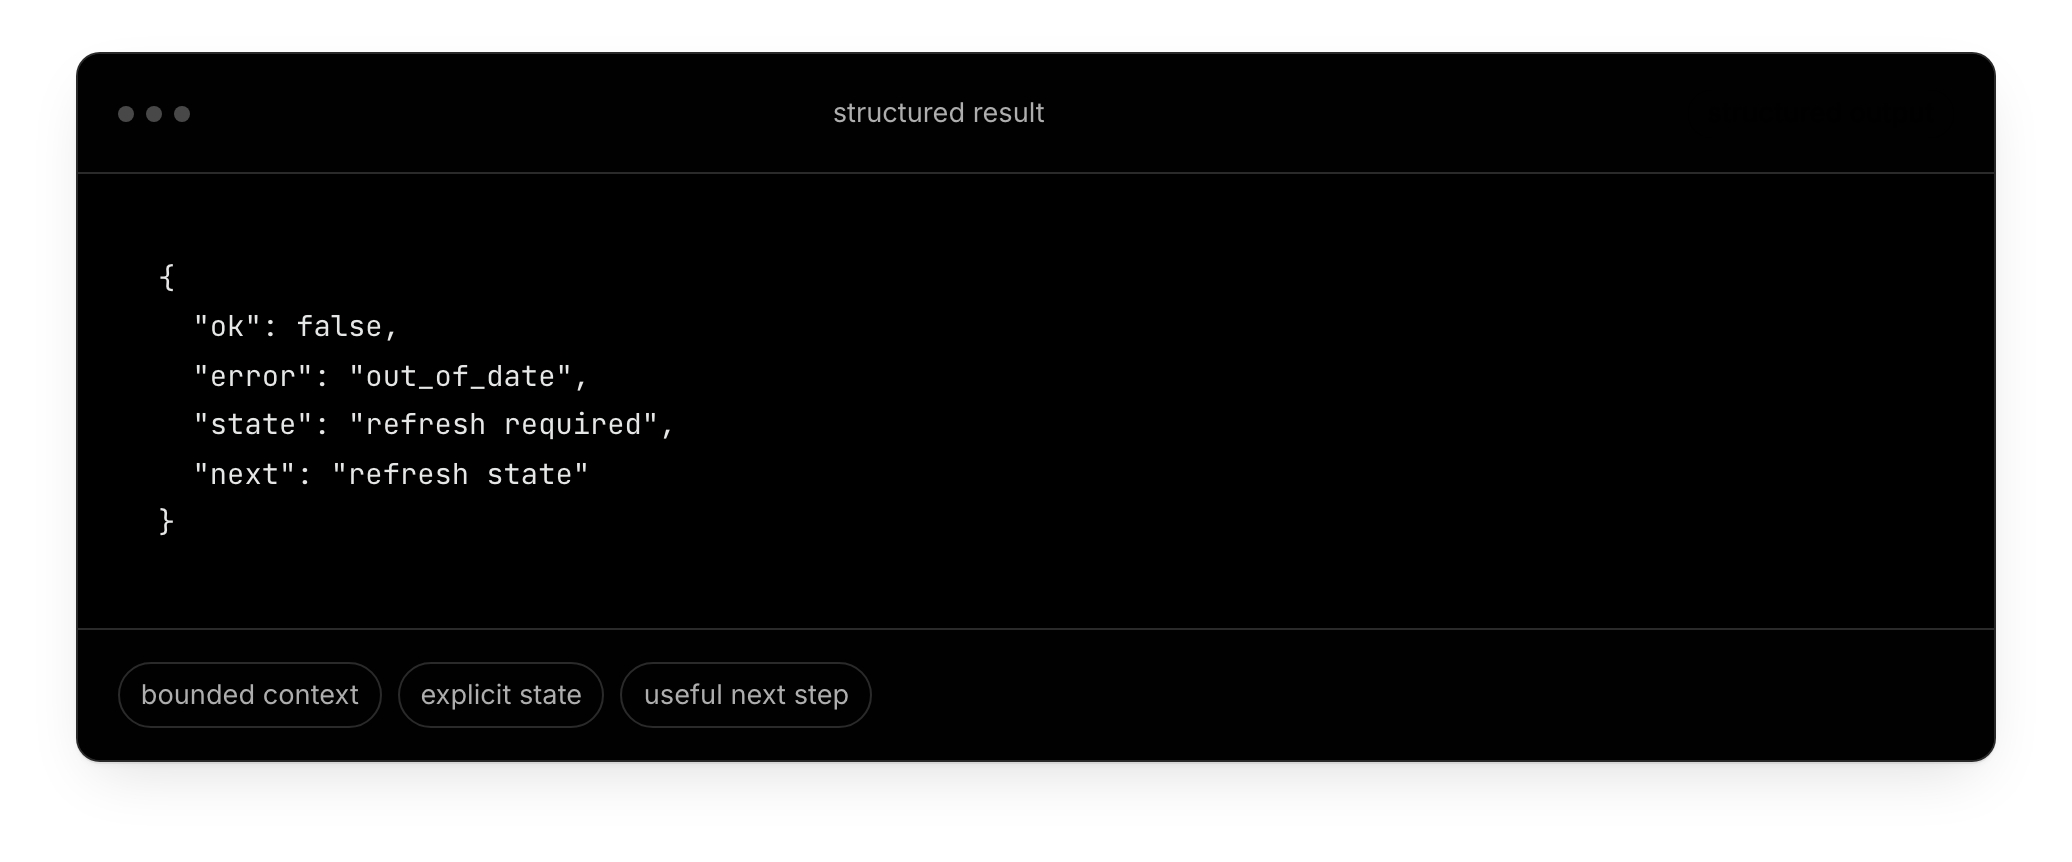 structured result
{
  "ok": false,
  "error": "out_of_date",
  "state": "refresh required",
  "next": "refresh state"
}
bounded context explicit state useful next step